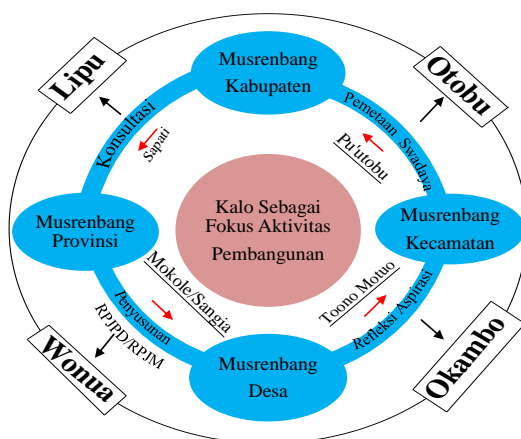 Lipu
Musrenbang
Kabupaten
Otobu
Konsultasi
Sapati
Pemetaan Swadaya
Pu'utobu
Musrenbang
Provinsi
Kalo Sebagai
Fokus Aktivitas
Pembangunan
Musrenbang
Kecamatan
Mokole/Sangia
Penyusunan
RPJPD/RPJM
Toono Motuo
Refleksi Aspirasi
Wonua
Musrenbang
Desa
Okambo